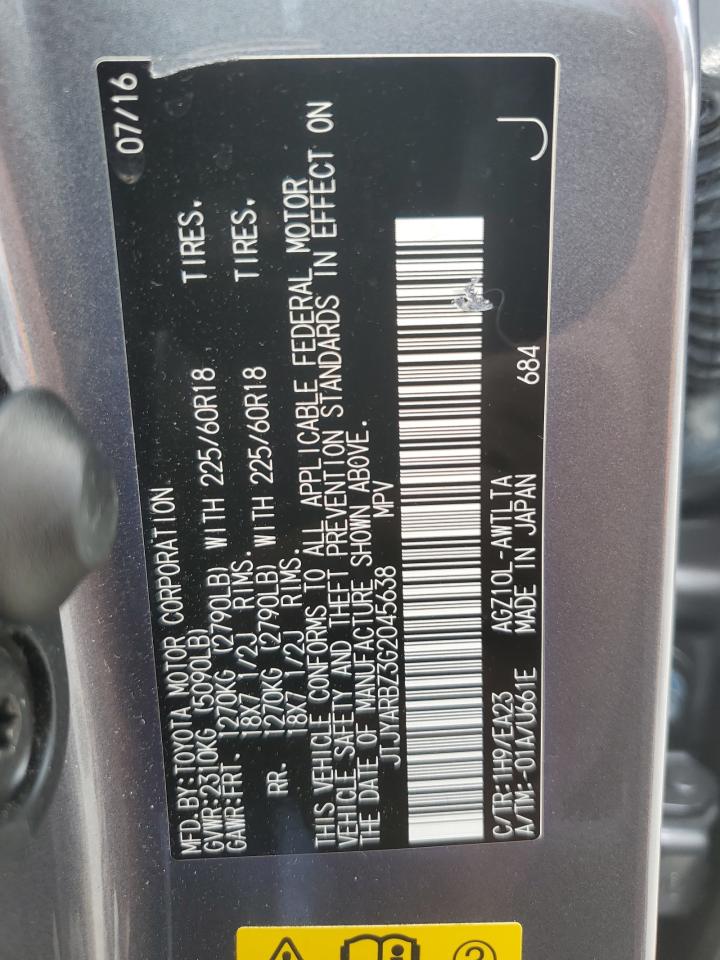 MFD. BY: TOYOTA MOTOR CORPORATION 07/16
GVWR: 2310KG (5090LB)
GAWR: FRT. 1270KG (2790LB) WITH 225/60R18 TIRES.
18X7 1/2J RIMS.
RR. 1270KG (2790LB) WITH 225/60R18 TIRES.
18X7 1/2J RIMS.
THIS VEHICLE CONFORMS TO ALL APPLICABLE FEDERAL MOTOR
VEHICLE SAFETY AND THEFT PREVENTION STANDARDS IN EFFECT ON
THE DATE OF MANUFACTURE SHOWN ABOVE.
JTJYARBZ3G2045638 MPV
C/TR: 1H9/EA23 AGZ10L-AWTLTA
A/TM: -01A/U661E MADE IN JAPAN 684 J